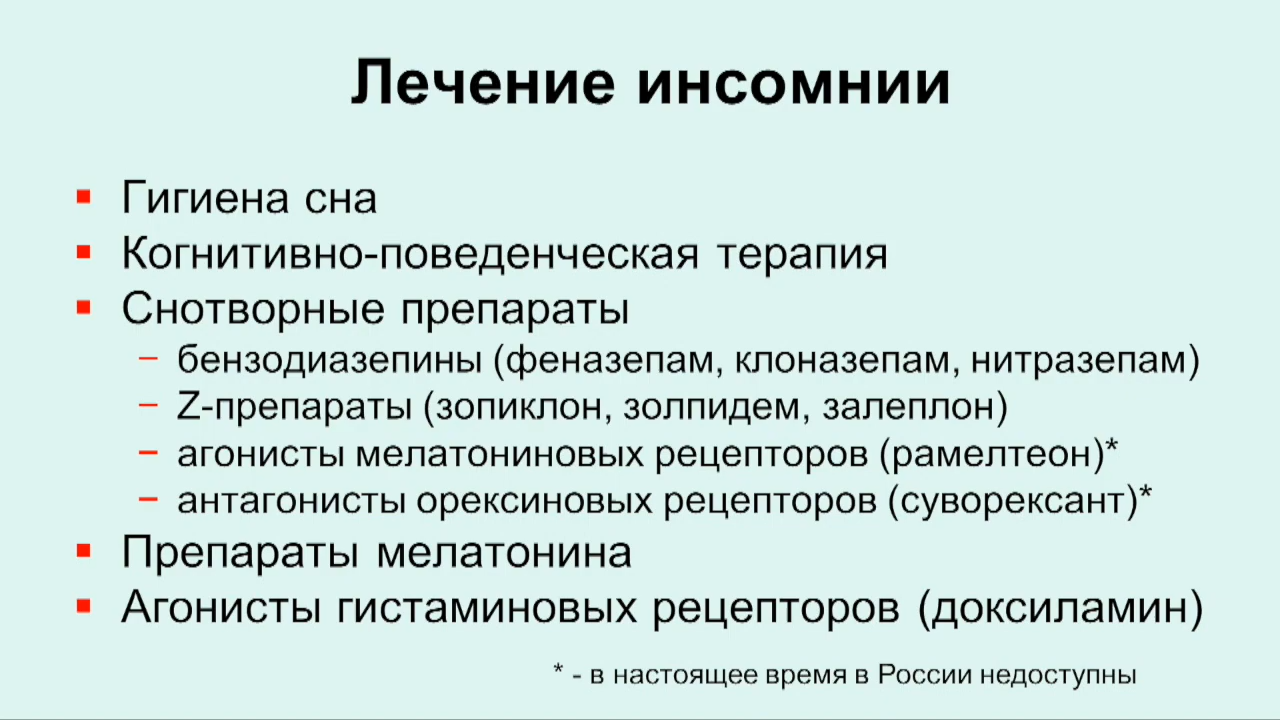 Лечение инсомнии
▪ Гигиена сна
▪ Когнитивно-поведенческая терапия
▪ Снотворные препараты
– бензодиазепины (феназепам, клоназепам, нитразепам)
– Z-препараты (зопиклон, золпидем, залеплон)
– агонисты мелатониновых рецепторов (рамелтеон)*
– антагонисты орексиновых рецепторов (суворексант)*
▪ Препараты мелатонина
▪ Агонисты гистаминовых рецепторов (доксиламин)
* - в настоящее время в России недоступны